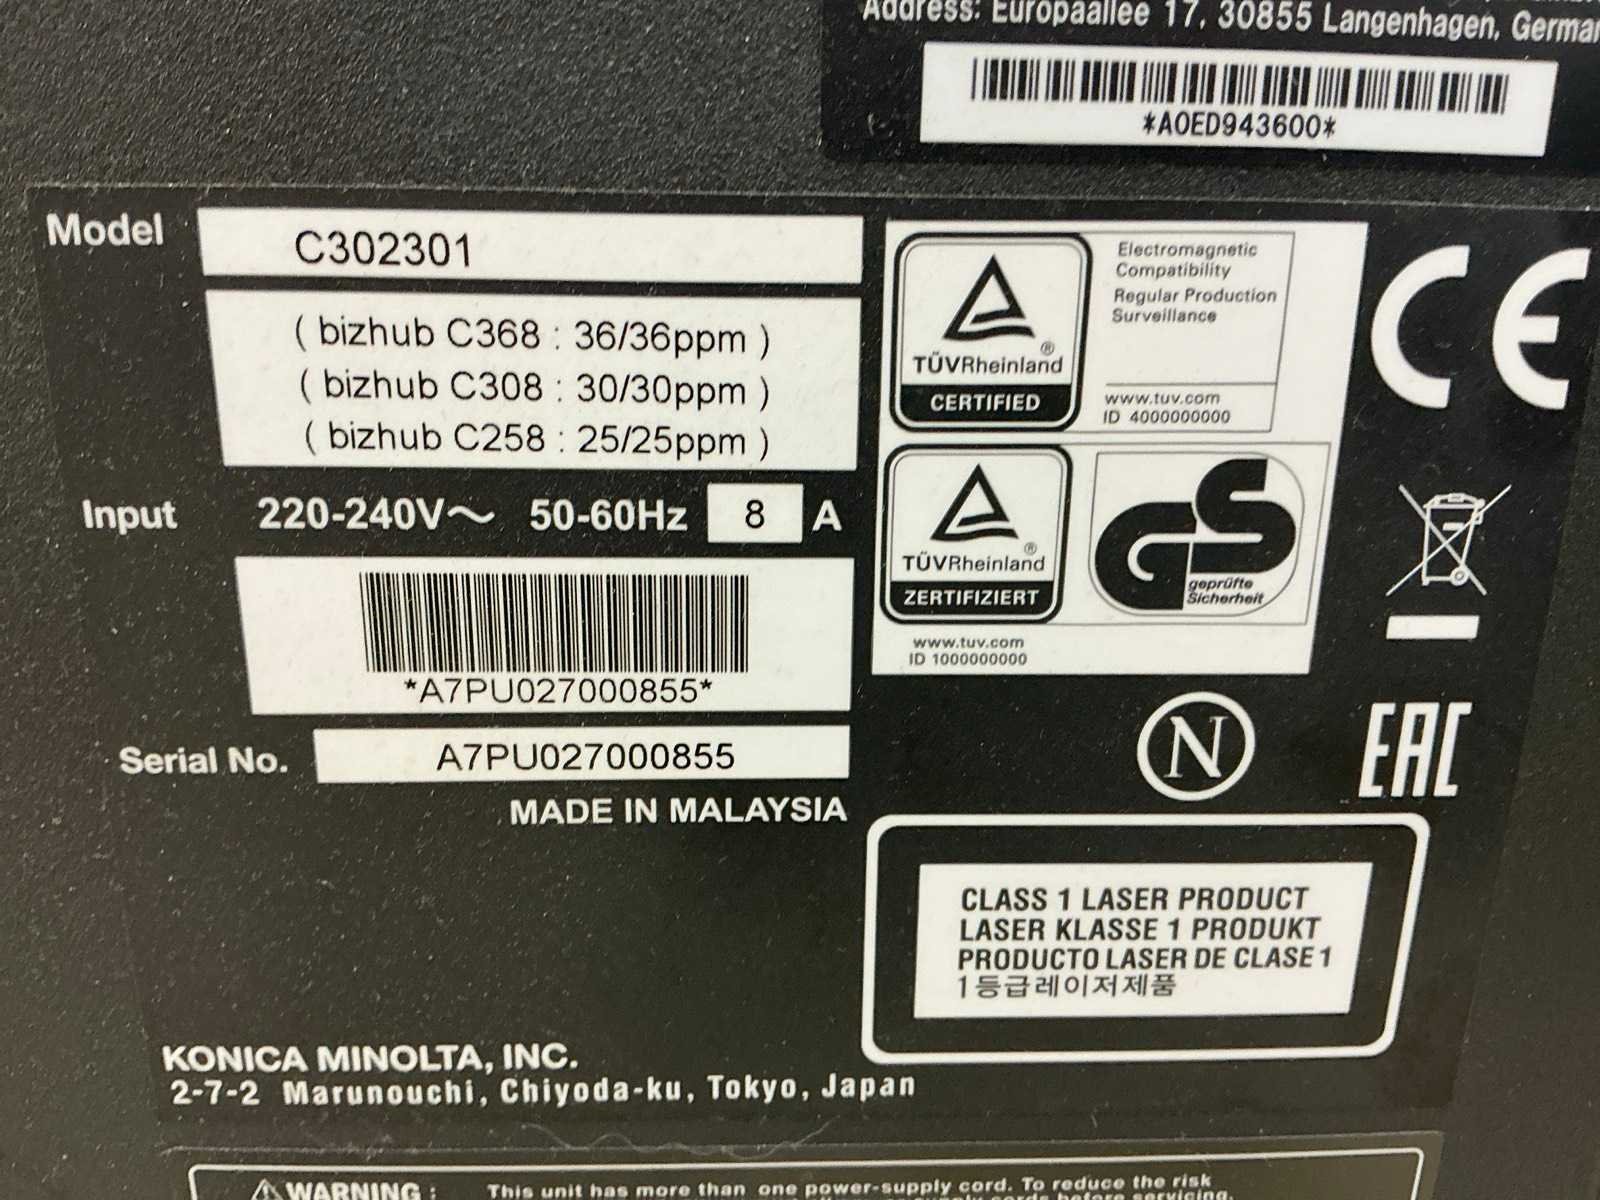 Address: Europaallee 17, 30855 Langenhagen, German
*A0ED943600*
Model C302301
( bizhub C368 : 36/36ppm )
( bizhub C308 : 30/30ppm )
( bizhub C258 : 25/25ppm )
Input 220-240V～ 50-60Hz 8 A
*A7PU027000855*
Serial No. A7PU027000855
MADE IN MALAYSIA
TÜVRheinland®
CERTIFIED
Electromagnetic
Compatibility
Regular Production
Surveillance
www.tuv.com
ID 4000000000
TÜVRheinland®
ZERTIFIZIERT
GS
geprüfte
Sicherheit
www.tuv.com
ID 1000000000
CE
N
EAC
CLASS 1 LASER PRODUCT
LASER KLASSE 1 PRODUKT
PRODUCTO LASER DE CLASE 1
1등급레이저제품
KONICA MINOLTA, INC.
2-7-2 Marunouchi, Chiyoda-ku, Tokyo, Japan
WARNING : This unit has more than one power-supply cord. To reduce the risk
cords before servicing.